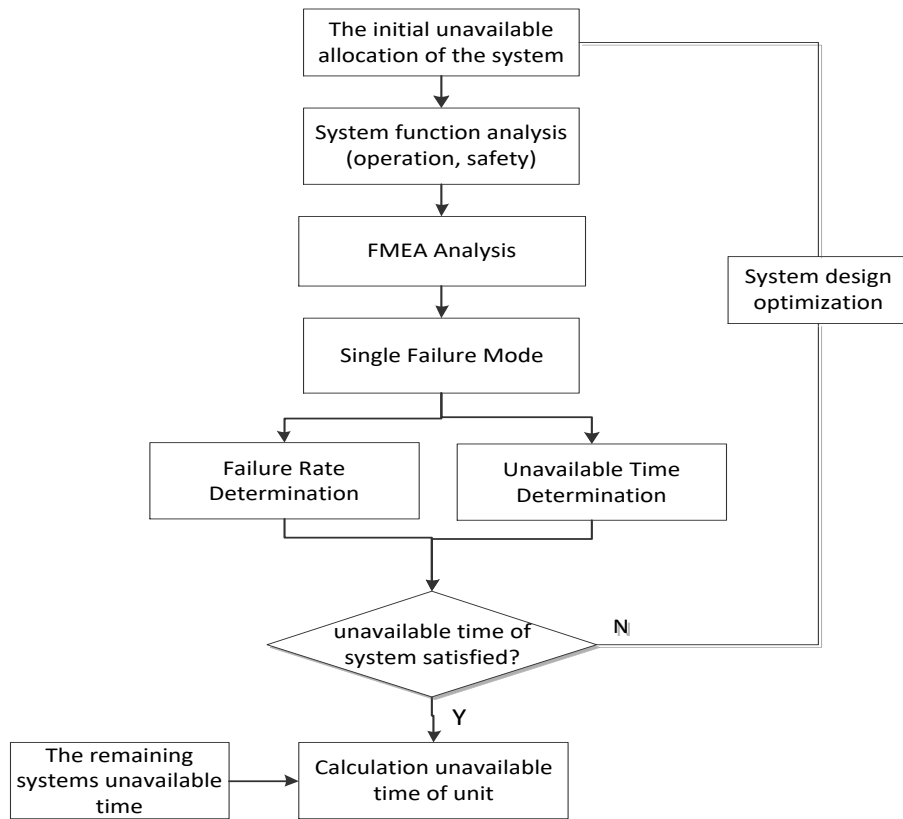 The initial unavailable
allocation of the system
System function analysis
(operation, safety)
FMEA Analysis
System design
optimization
Single Failure Mode
Failure Rate
Determination
Unavailable Time
Determination
unavailable time of
system satisfied?
N
Y
The remaining
systems unavailable
time
Calculation unavailable
time of unit